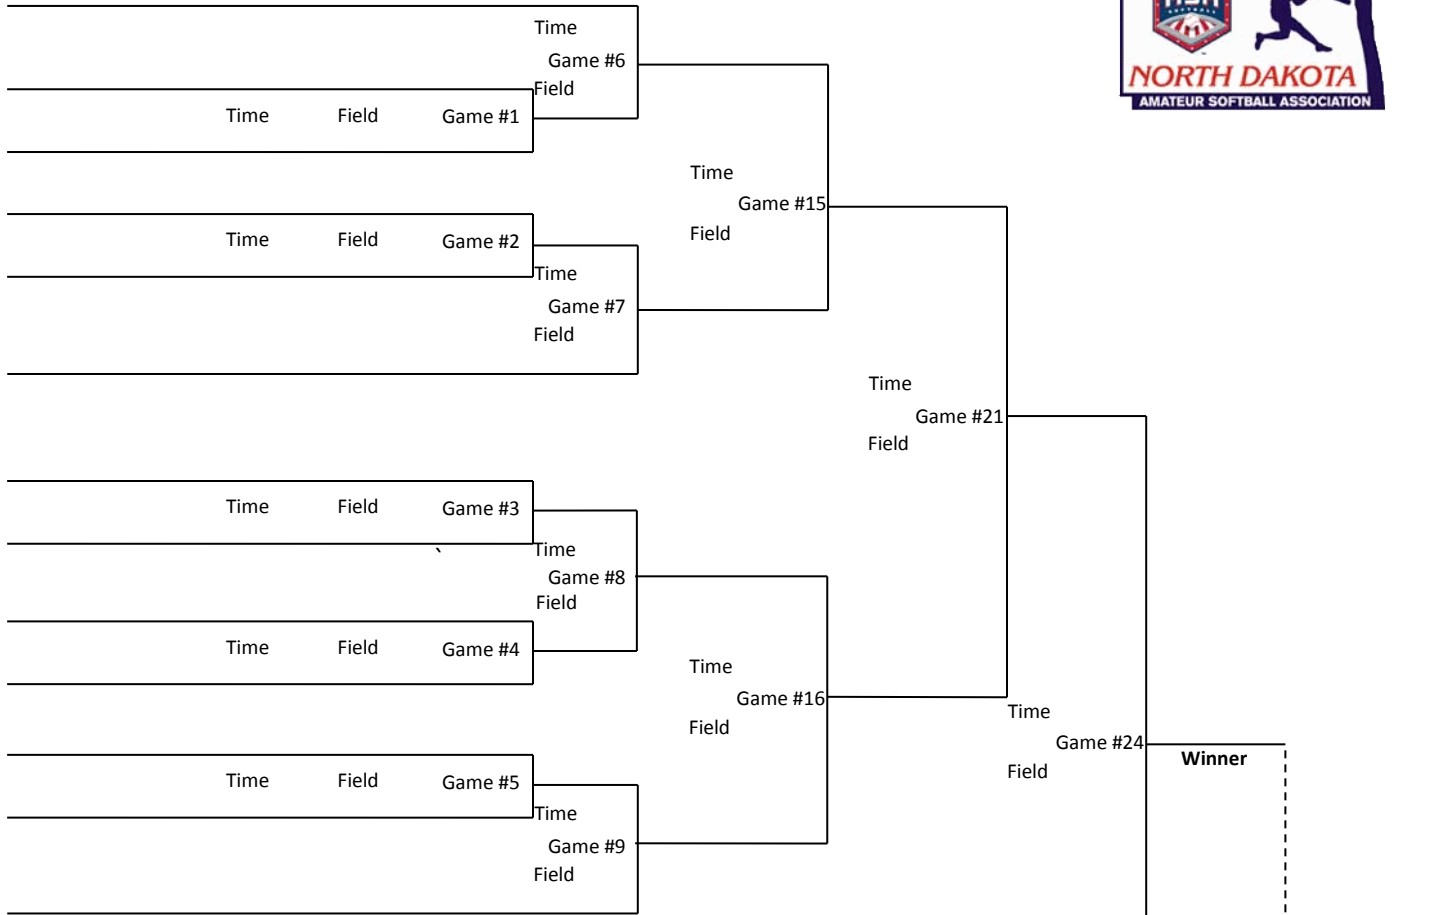 Time
Game #6
Field
Time Field Game #1
Time
Game #15
Field
Time Field Game #2
Time
Game #7
Field
Time
Game #21
Field
Time Field Game #3
`
Time
Game #8
Field
Time Field Game #4
Time
Game #16
Field
Time
Game #24
Field
Winner
Time Field Game #5
Time
Game #9
Field
NORTH DAKOTA
AMATEUR SOFTBALL ASSOCIATION